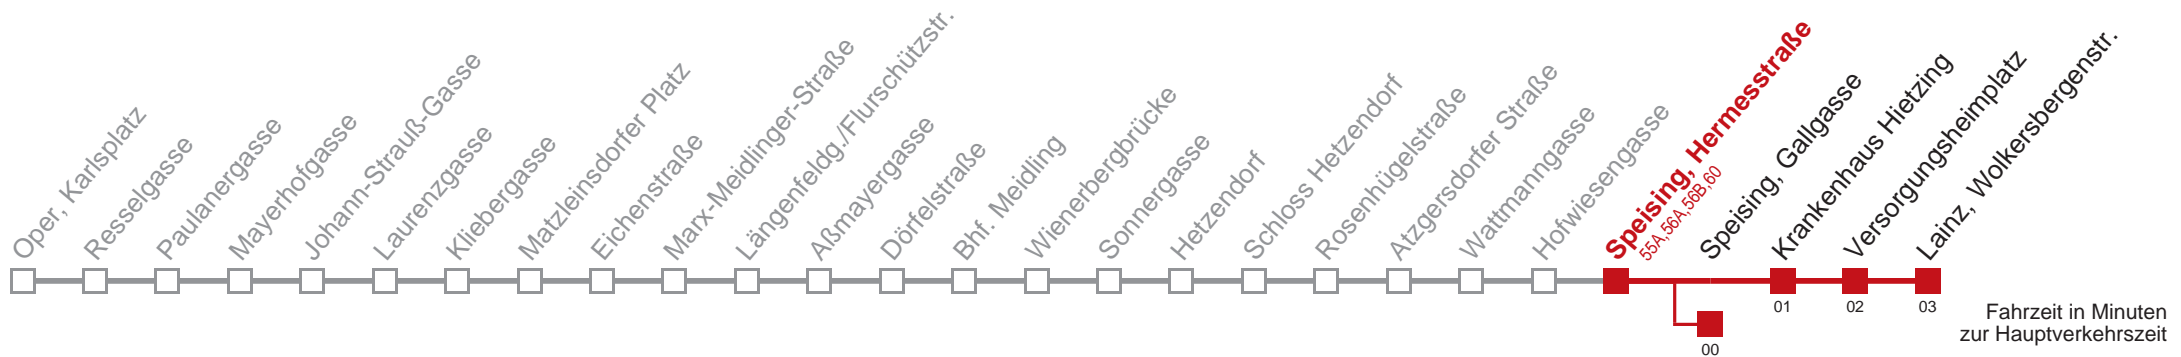 Oper, Karlsplatz
Resselgasse
Paulanergasse
Mayerhofgasse
Johann-Strauß-Gasse
Laurenzgasse
Kliebergasse
Matzleinsdorfer Platz
Eichenstraße
Marx-Meidlinger-Straße
Längenfeldg./Flurschützstr.
Aßmayergasse
Dörfelstraße
Bhf. Meidling
Wienerbergbrücke
Sonnergasse
Hetzendorf
Schloss Hetzendorf
Rosenhügelstraße
Atzgersdorfer Straße
Wattmanngasse
Hofwiesengasse
Speising, Hermesstraße
55A,56A,56B,60
Speising, Gallgasse
Krankenhaus Hietzing
Versorgungsheimplatz
Lainz, Wolkersbergenstr.
01
02
03
00
Fahrzeit in Minuten
zur Hauptverkehrszeit